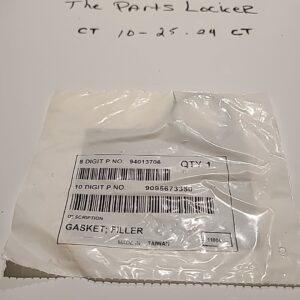 The Parts Locker
CT 10-25.04 CT
8 DIGIT P NO. 94013706 QTY 1
10 DIGIT P NO. 9095673380
DESCRIPTION
GASKET; FILLER
MADE IN TAIWAN